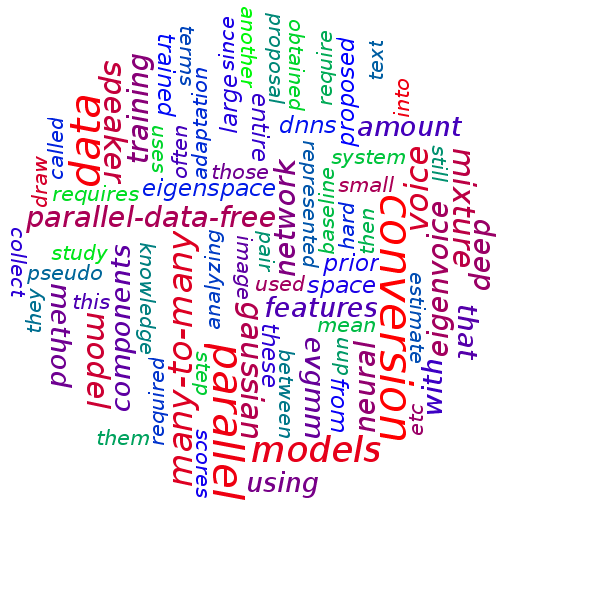 another
since
proposal
obtained
terms
trained
require
proposed
text
into
large
training
speaker
data
adaptation
entire
dnns
amount
called
uses
often
system
represented
still
voice
mixture
draw
those
small
baseline
requires
eigenspace
network
conversion
hard
then
parallel-data-free
eigenvoice
deep
collect
study
many-to-many
analyzing
image
pair
prior
pseudo
components
knowledge
used
space
estimate
they
method
this
features
that
model
gaussian
these
mean
required
step
parallel
between
evgmm
dnn
from
neural
with
them
scores
models
etc
using